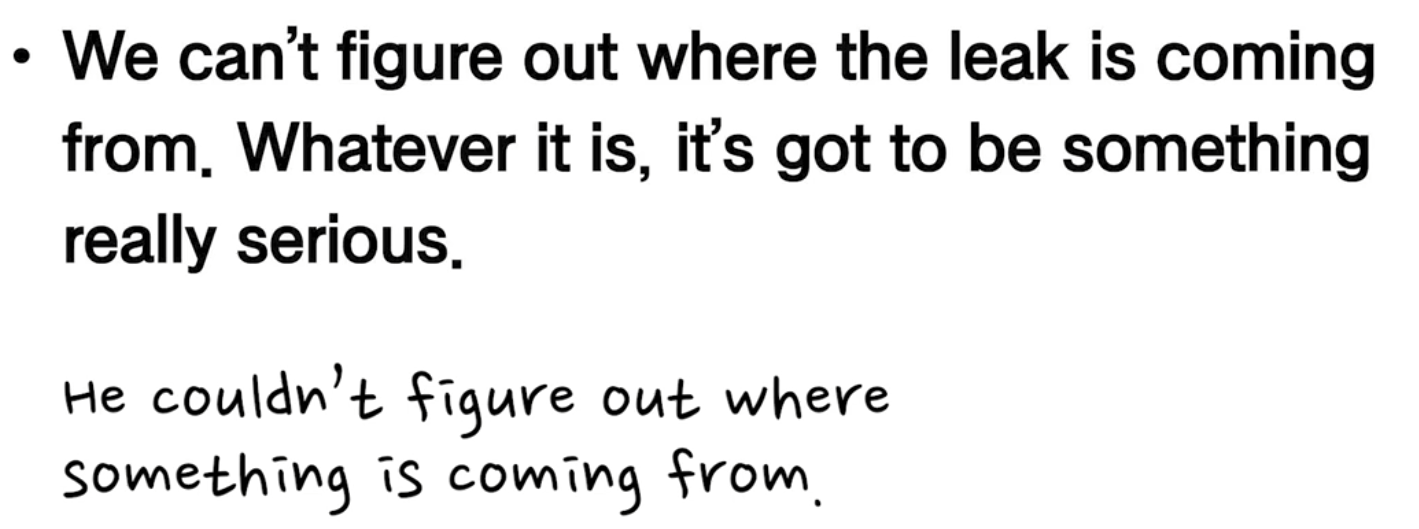 • We can't figure out where the leak is coming
from. Whatever it is, it's got to be something
really serious.
He couldn't figure out where
something is coming from.